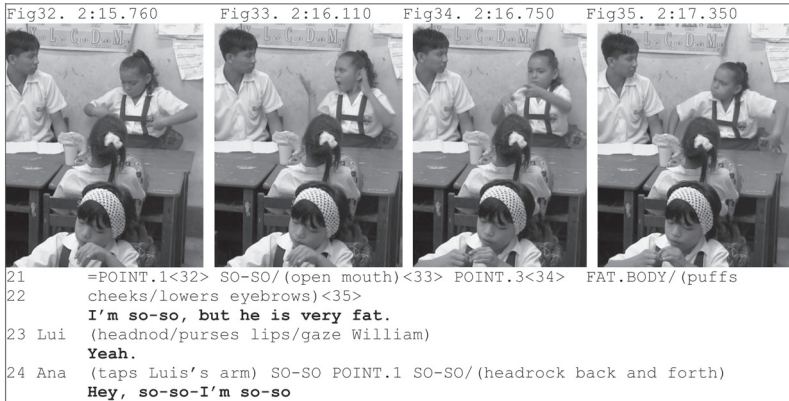 Fig32. 2:15.760 Fig33. 2:16.110 Fig34. 2:16.750 Fig35. 2:17.350
21 =POINT.1<32> SO-SO/(open mouth)<33> POINT.3<34> FAT.BODY/(puffs
22 cheeks/lowers eyebrows)<35>
I'm so-so, but he is very fat.
23 Lui (headnod/purses lips/gaze William)
Yeah.
24 Ana (taps Luis's arm) SO-SO POINT.1 SO-SO/(headrock back and forth)
Hey, so-so-I'm so-so